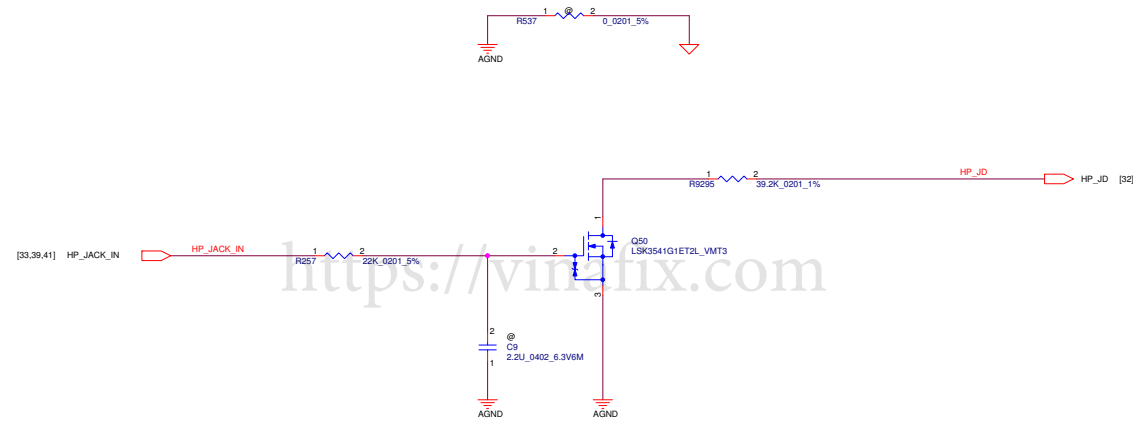 1 @ 2
R537 0_0201_5%
AGND
1 2 HP_JD
R9295 39.2K_0201_1%
HP_JD [32]
1
Q50
LSK3541G1ET2L_VMT3
[33,39,41] HP_JACK_IN
HP_JACK_IN
1 2
R257 22K_0201_5%
2
3
https://vinafix.com
2 @
C9
2.2U_0402_6.3V6M
1
AGND AGND